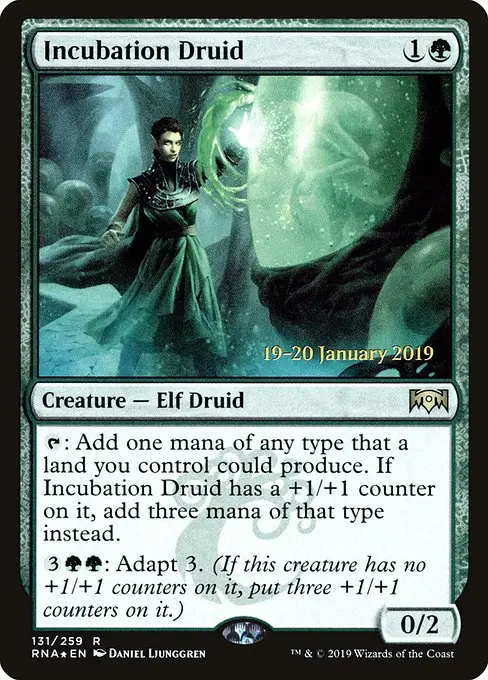 Incubation Druid 1
19–20 January 2019
Creature — Elf Druid
: Add one mana of any type that a
land you control could produce. If
Incubation Druid has a +1/+1 counter
on it, add three mana of that type
instead.
3: Adapt 3. (If this creature has no
+1/+1 counters on it, put three +1/+1
counters on it.)
0/2
131/259 R
RNA★EN Daniel Ljunggren
™ & © 2019 Wizards of the Coast